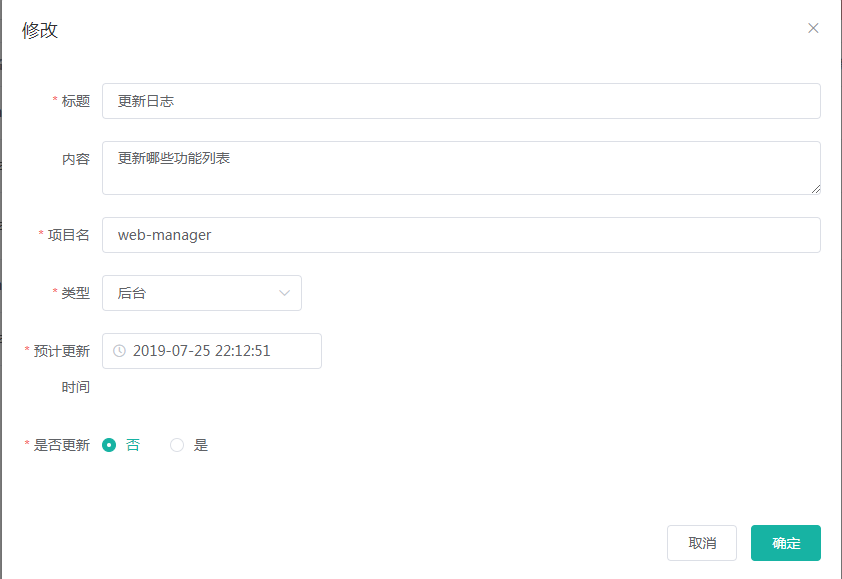 修改
* 标题 更新日志
内容 更新哪些功能列表
* 项目名 web-manager
* 类型 后台
* 预计更新 2019-07-25 22:12:51
时间
* 是否更新 否 是
取消 确定